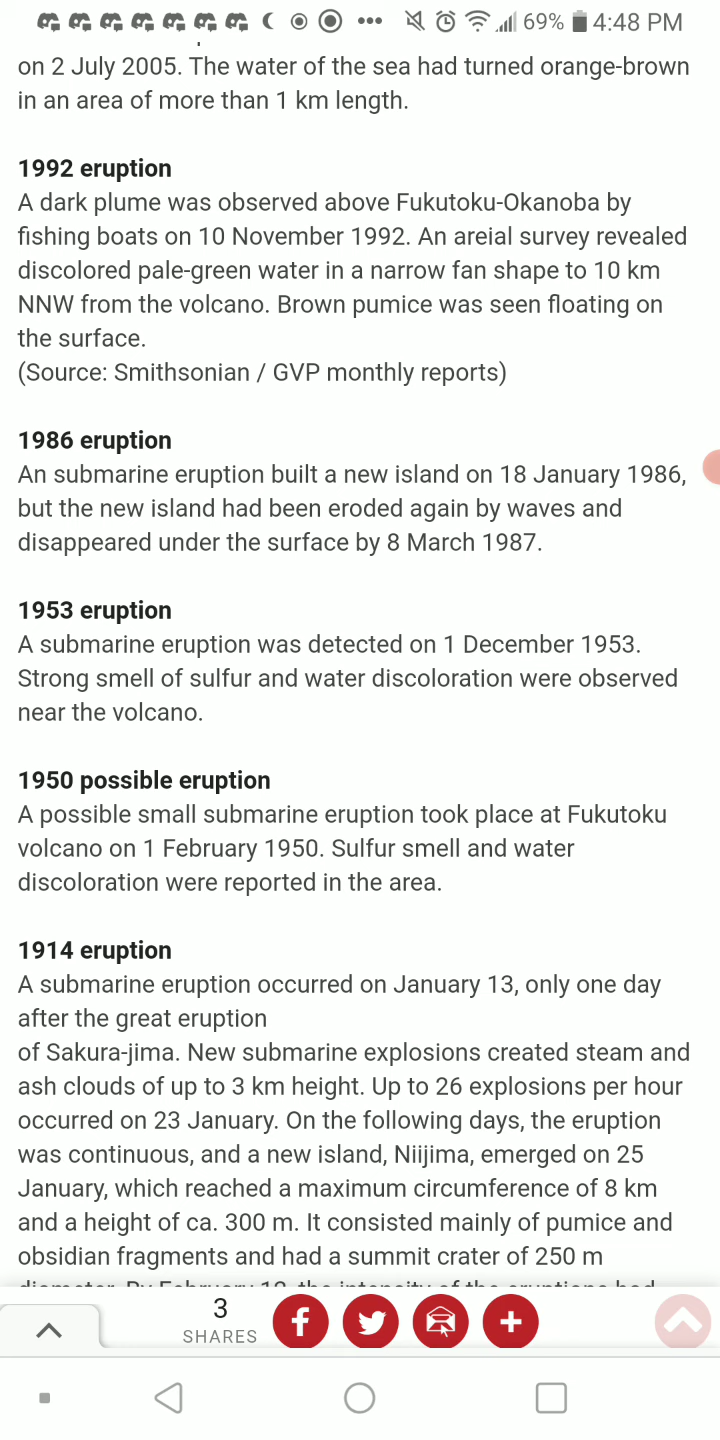 69% 4:48 PM
on 2 July 2005. The water of the sea had turned orange-brown
in an area of more than 1 km length.
1992 eruption
A dark plume was observed above Fukutoku-Okanoba by
fishing boats on 10 November 1992. An areial survey revealed
discolored pale-green water in a narrow fan shape to 10 km
NNW from the volcano. Brown pumice was seen floating on
the surface.
(Source: Smithsonian / GVP monthly reports)
1986 eruption
An submarine eruption built a new island on 18 January 1986,
but the new island had been eroded again by waves and
disappeared under the surface by 8 March 1987.
1953 eruption
A submarine eruption was detected on 1 December 1953.
Strong smell of sulfur and water discoloration were observed
near the volcano.
1950 possible eruption
A possible small submarine eruption took place at Fukutoku
volcano on 1 February 1950. Sulfur smell and water
discoloration were reported in the area.
1914 eruption
A submarine eruption occurred on January 13, only one day
after the great eruption
of Sakura-jima. New submarine explosions created steam and
ash clouds of up to 3 km height. Up to 26 explosions per hour
occurred on 23 January. On the following days, the eruption
was continuous, and a new island, Niijima, emerged on 25
January, which reached a maximum circumference of 8 km
and a height of ca. 300 m. It consisted mainly of pumice and
obsidian fragments and had a summit crater of 250 m
3
SHARES